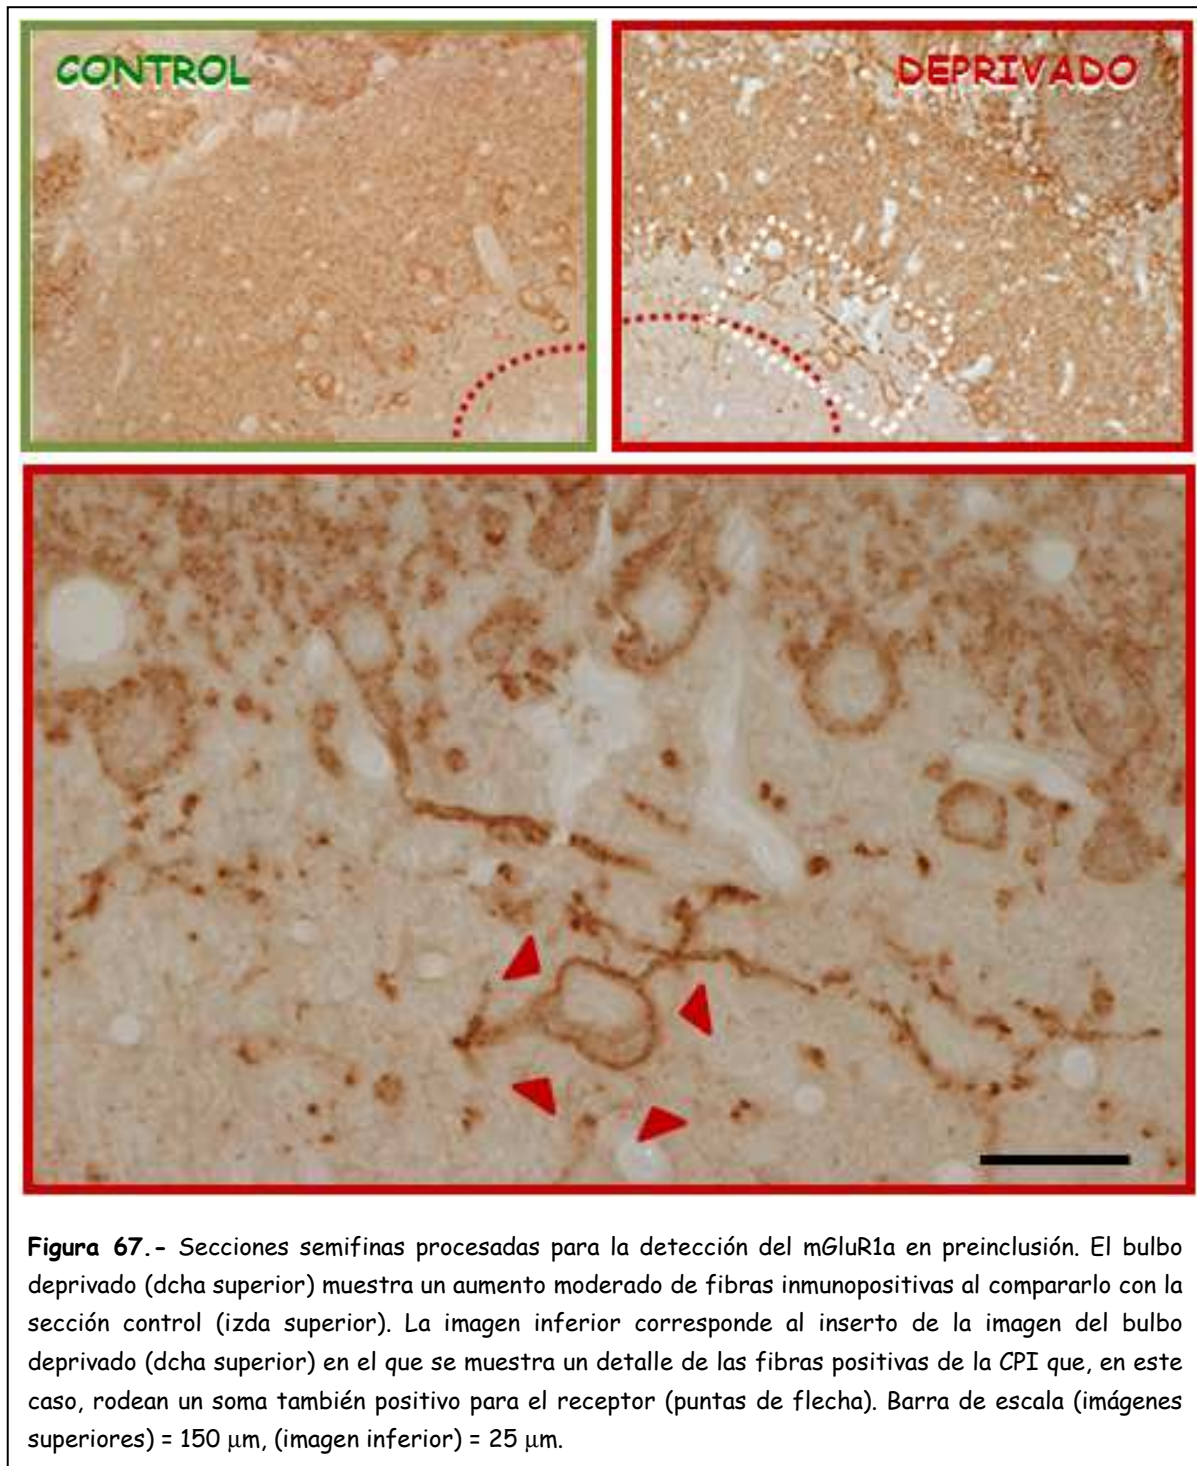 CONTROL
DEPRIVADO
Figura 67.- Secciones semifinas procesadas para la detección del mGluR1a en preinclusión. El bulbo
deprivado (dcha superior) muestra un aumento moderado de fibras inmunopositivas al compararlo con la
sección control (izda superior). La imagen inferior corresponde al inserto de la imagen del bulbo
deprivado (dcha superior) en el que se muestra un detalle de las fibras positivas de la CPI que, en este
caso, rodean un soma también positivo para el receptor (puntas de flecha). Barra de escala (imágenes
superiores) = 150 μm, (imagen inferior) = 25 μm.